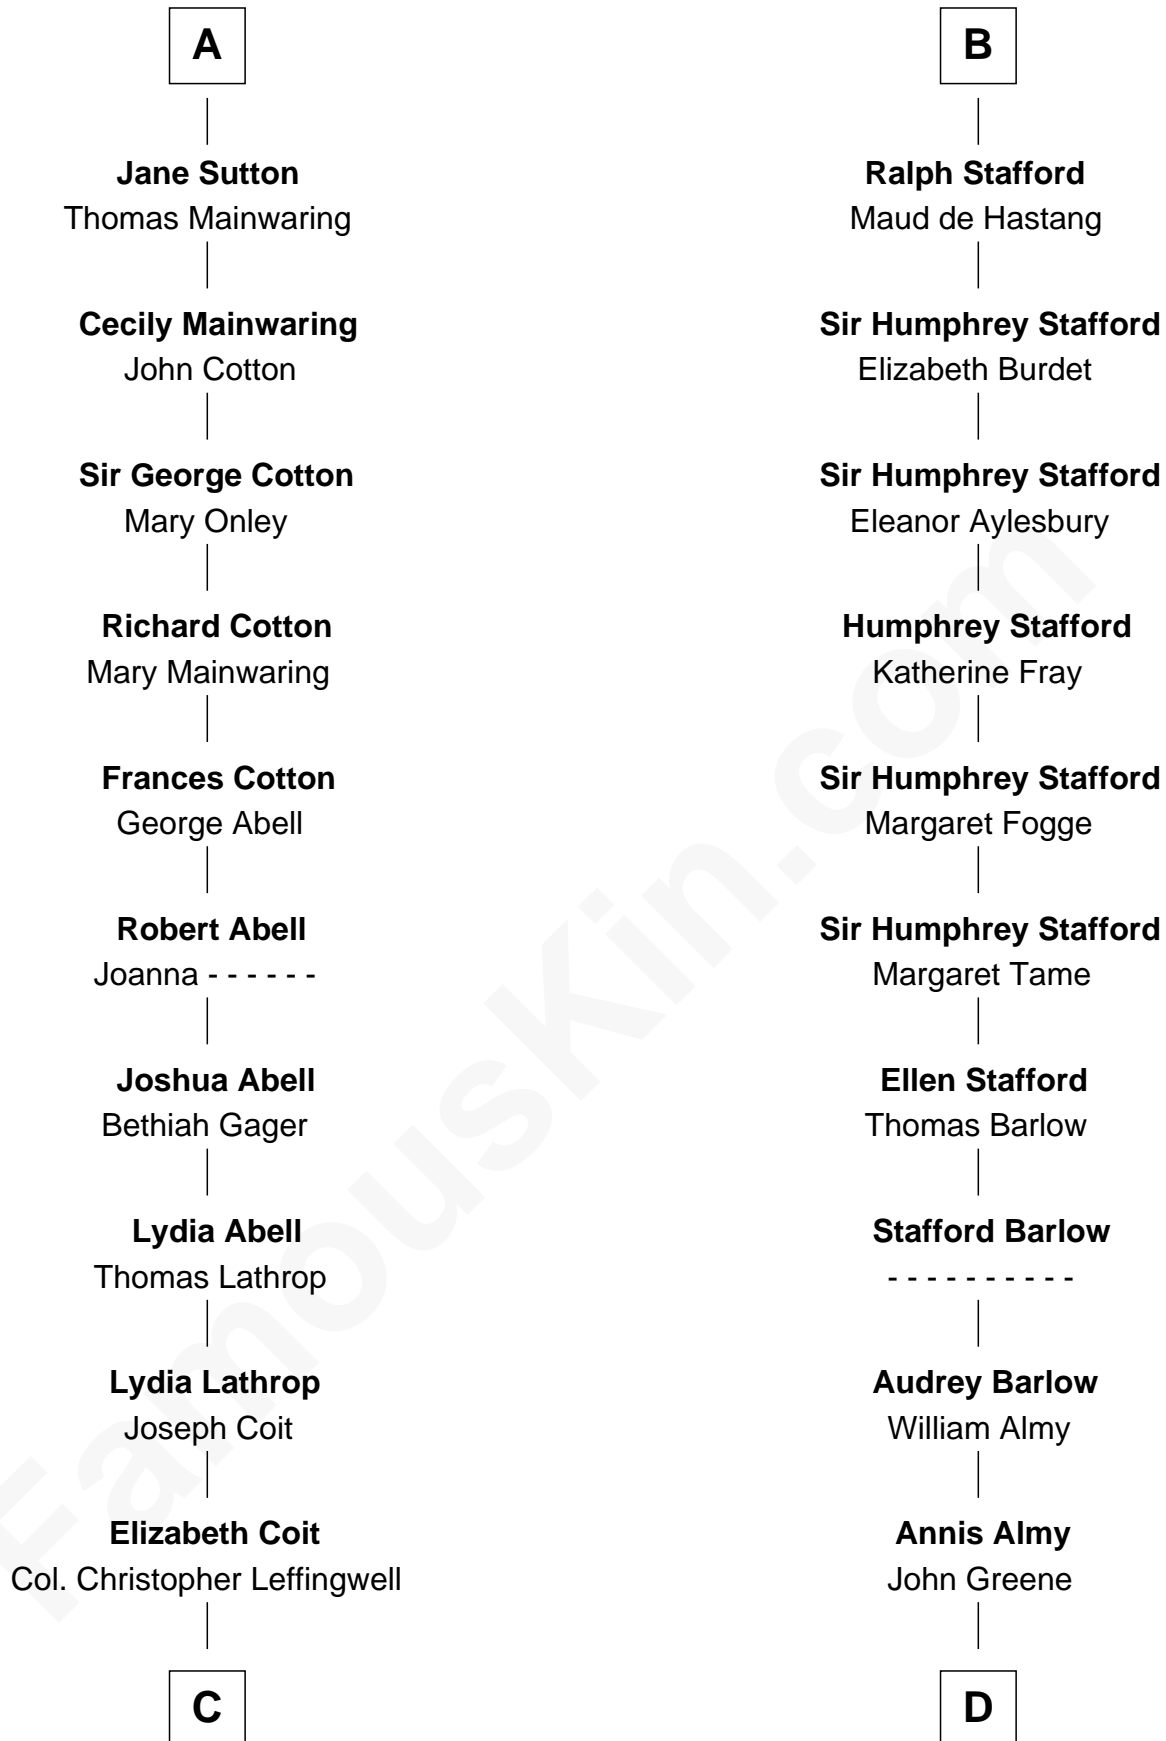 A
Jane Sutton
Thomas Mainwaring
Cecily Mainwaring
John Cotton
Sir George Cotton
Mary Onley
Richard Cotton
Mary Mainwaring
Frances Cotton
George Abell
Robert Abell
Joanna - - - - - -
Joshua Abell
Bethiah Gager
Lydia Abell
Thomas Lathrop
Lydia Lathrop
Joseph Coit
Elizabeth Coit
Col. Christopher Leffingwell
C
B
Ralph Stafford
Maud de Hastang
Sir Humphrey Stafford
Elizabeth Burdet
Sir Humphrey Stafford
Eleanor Aylesbury
Humphrey Stafford
Katherine Fray
Sir Humphrey Stafford
Margaret Fogge
Sir Humphrey Stafford
Margaret Tame
Ellen Stafford
Thomas Barlow
Stafford Barlow
- - - - - - - - - -
Audrey Barlow
William Almy
Annis Almy
John Greene
D
FamousKin.com